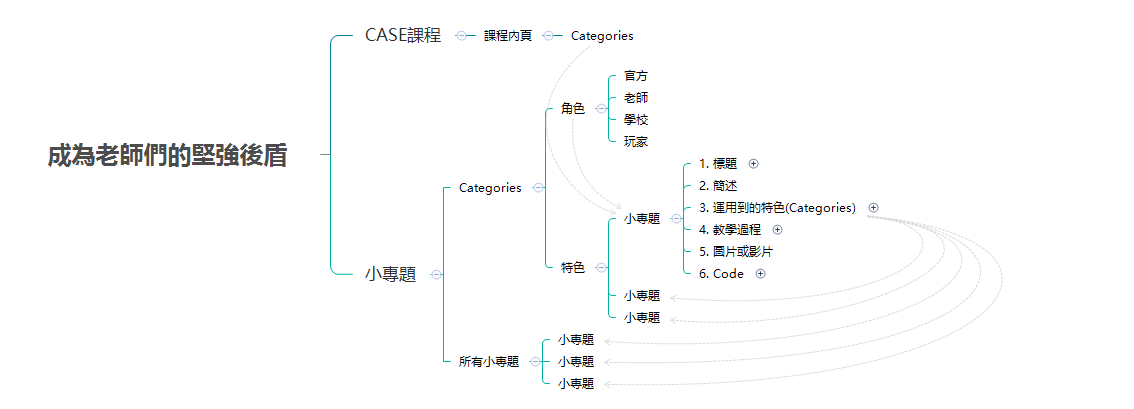 成為老師們的堅強後盾
CASE課程
課程內頁
Categories
小專題
Categories
角色
官方
老師
學校
玩家
特色
小專題
1. 標題
2. 簡述
3. 運用到的特色(Categories)
4. 教學過程
5. 圖片或影片
6. Code
小專題
小專題
所有小專題
小專題
小專題
小專題